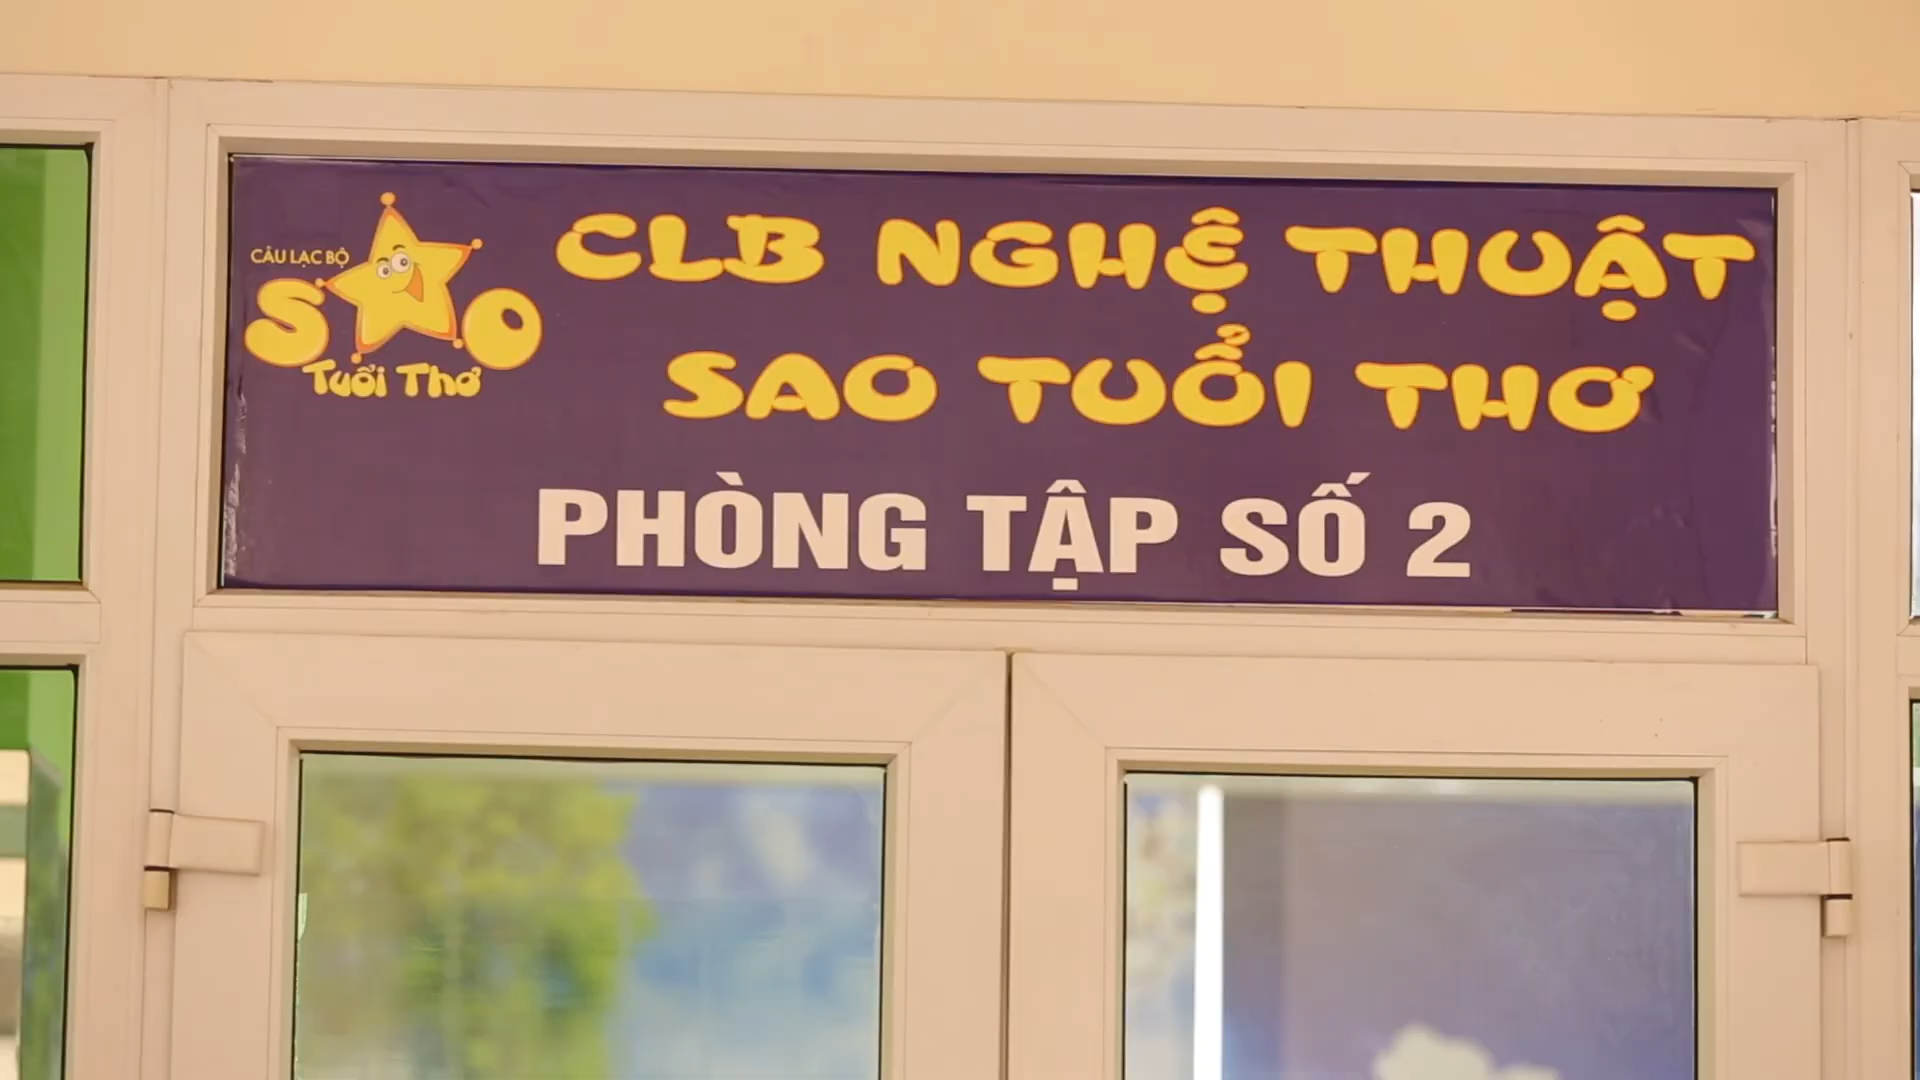 CÂU LẠC BỘ
SAO
Tuổi Thơ
CLB NGHỆ THUẬT
SAO TUỔI THƠ
PHÒNG TẬP SỐ 2